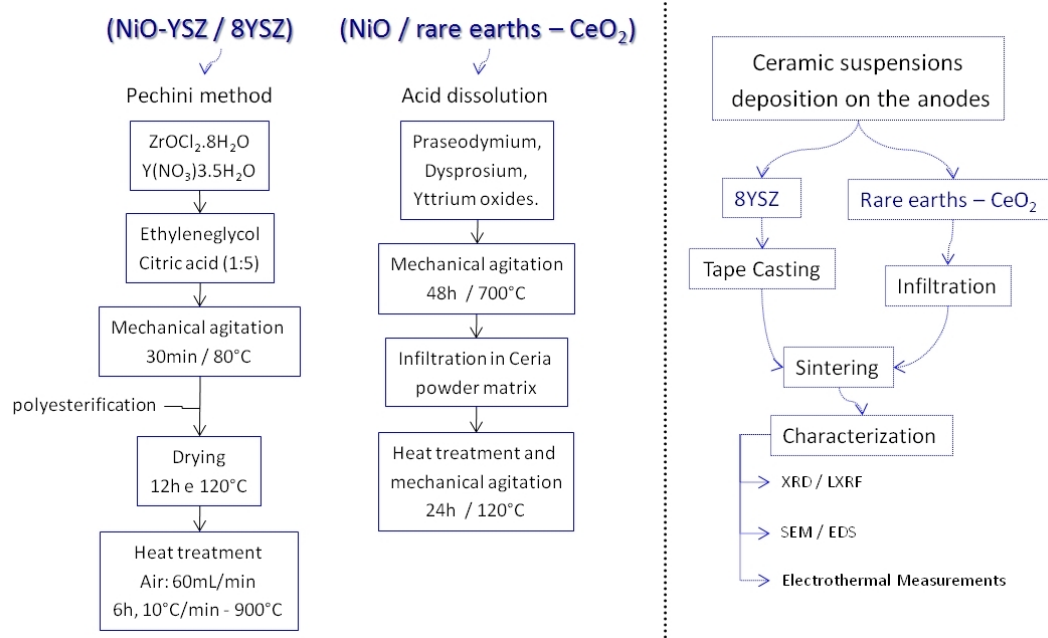 (NiO-YSZ / 8YSZ)
Pechini method
ZrOCl₂.8H₂O
Y(NO₃)3.5H₂O
Ethyleneglycol
Citric acid (1:5)
Mechanical agitation
30min / 80°C
polyesterification
Drying
12h e 120°C
Heat treatment
Air: 60mL/min
6h, 10°C/min - 900°C
(NiO / rare earths – CeO₂)
Acid dissolution
Praseodymium,
Dysprosium,
Yttrium oxides.
Mechanical agitation
48h / 700°C
Infiltration in Ceria
powder matrix
Heat treatment and
mechanical agitation
24h / 120°C
Ceramic suspensions
deposition on the anodes
8YSZ
Rare earths – CeO₂
Tape Casting
Infiltration
Sintering
Characterization
XRD / LXRF
SEM / EDS
Electrothermal Measurements